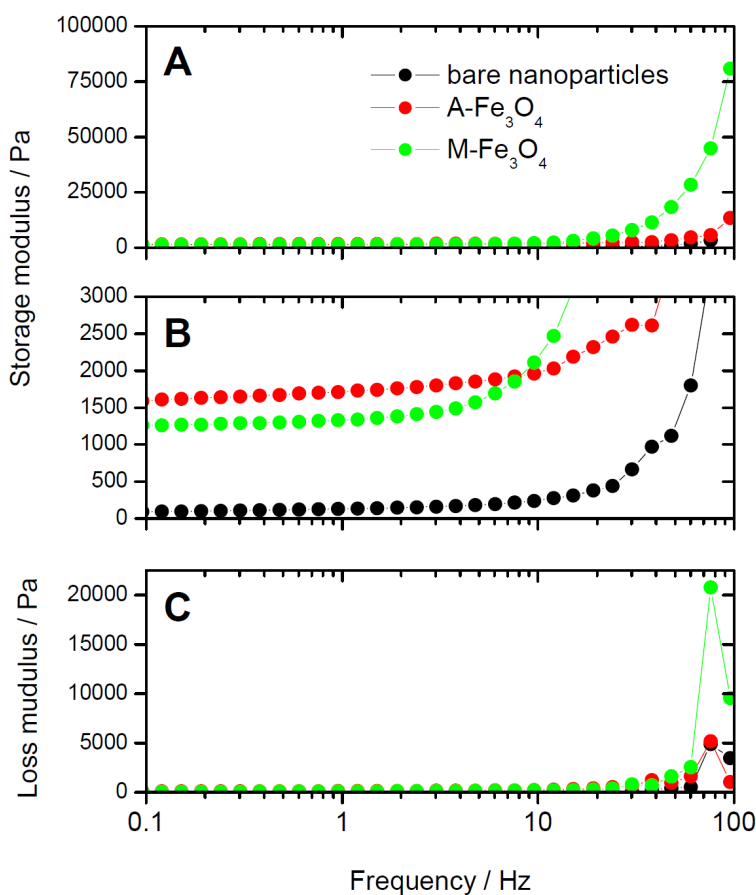 100000
75000
50000
25000
0
A
bare nanoparticles
A-Fe₃O₄
M-Fe₃O₄
Storage modulus / Pa
3000
2500
2000
1500
1000
500
0
B
20000
15000
10000
5000
0
C
Loss mudulus / Pa
0.1 1 10 100
Frequency / Hz